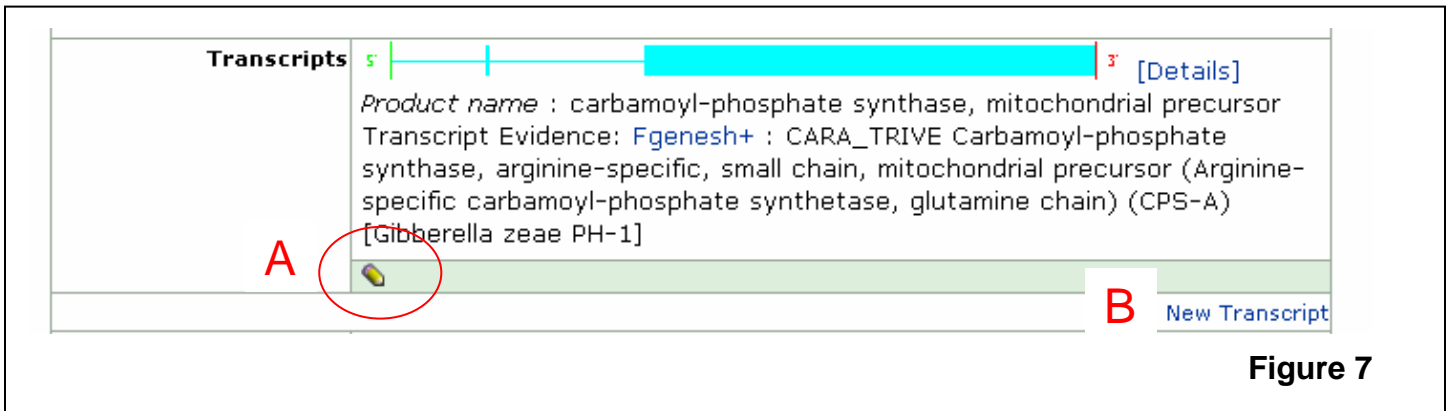 Transcripts 5' 3' [Details]
Product name : carbamoyl-phosphate synthase, mitochondrial precursor
Transcript Evidence: Fgenesh+ : CARA_TRIVE Carbamoyl-phosphate
synthase, arginine-specific, small chain, mitochondrial precursor (Arginine-
specific carbamoyl-phosphate synthetase, glutamine chain) (CPS-A)
[Gibberella zeae PH-1]
A
B New Transcript
Figure 7